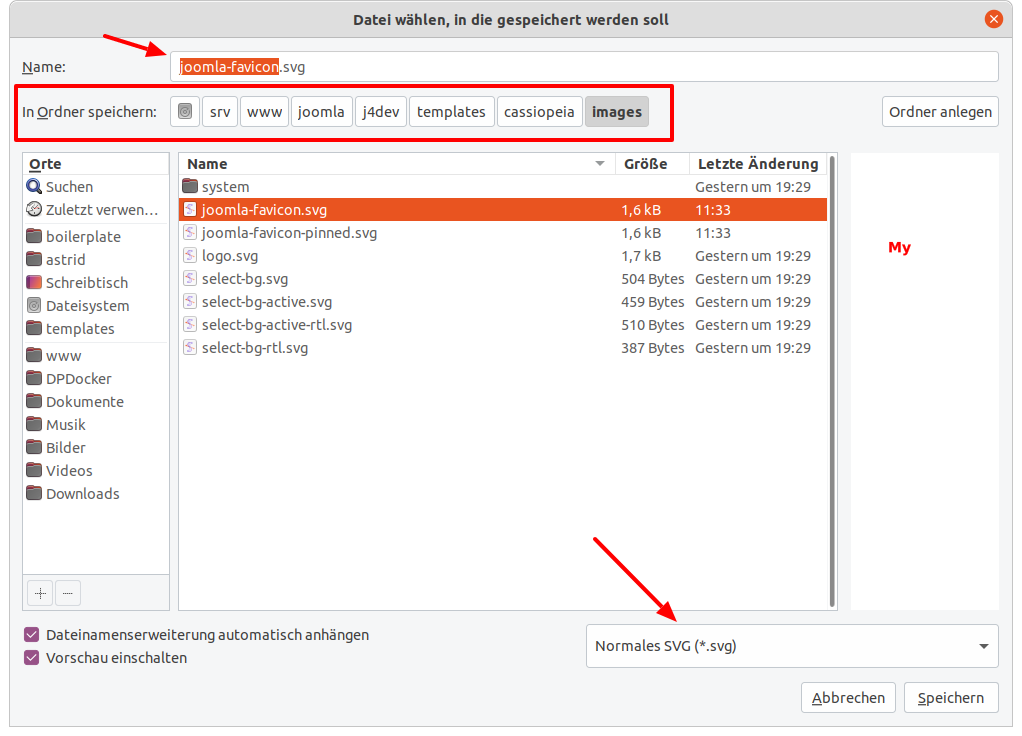 Datei wählen, in die gespeichert werden soll
Name: joomla-favicon.svg
In Ordner speichern: srv www joomla j4dev templates cassiopeia images Ordner anlegen
Orte
Suchen
Zuletzt verwen…
boilerplate
astrid
Schreibtisch
Dateisystem
templates
www
DPDocker
Dokumente
Musik
Bilder
Videos
Downloads
Name Größe Letzte Änderung
system Gestern um 19:29
joomla-favicon.svg 1,6 kB 11:33
joomla-favicon-pinned.svg 1,6 kB 11:33
logo.svg 1,7 kB Gestern um 19:29
select-bg.svg 504 Bytes Gestern um 19:29
select-bg-active.svg 459 Bytes Gestern um 19:29
select-bg-active-rtl.svg 510 Bytes Gestern um 19:29
select-bg-rtl.svg 387 Bytes Gestern um 19:29
My
Dateinamenserweiterung automatisch anhängen
Vorschau einschalten
Normales SVG (*.svg)
Abbrechen Speichern